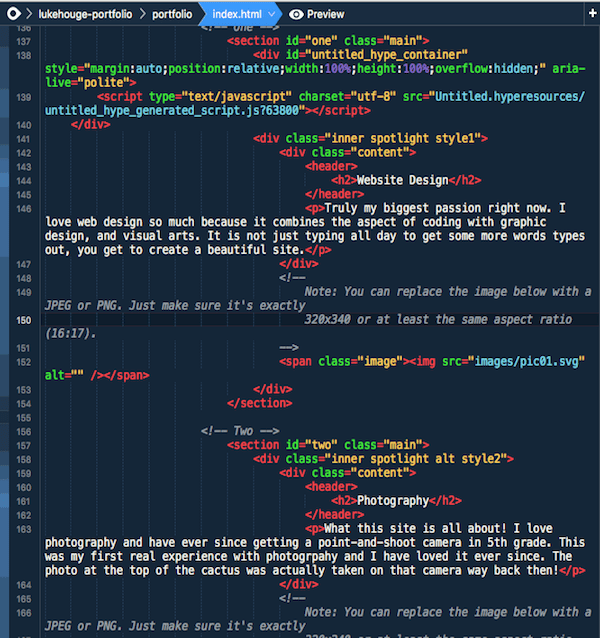 lukehouge-portfolio > portfolio > index.html Preview +
136 <!-- One -->
137 <section id="one" class="main">
138 <div id="untitled_hype_container"
style="margin:auto;position:relative;width:100%;height:100%;overflow:hidden;" aria-
live="polite">
139 <script type="text/javascript" charset="utf-8" src="Untitled.hyperesources/
untitled_hype_generated_script.js?763800"></script>
140 </div>
141 <div class="inner spotlight style1">
142 <div class="content">
143 <header>
144 <h2>Website Design</h2>
145 </header>
146 <p>Truly my biggest passion right now. I
love web design so much because it combines the aspect of coding with graphic
design, and visual arts. It is not just typing all day to get some more words types
out, you get to create a beautiful site.</p>
147 </div>
148 <!--
149 Note: You can replace the image below with a
JPEG or PNG. Just make sure it's exactly
150 320x340 or at least the same aspect ratio
(16:17).
151 -->
152 <span class="image"><img src="images/pic01.svg"
alt="" /></span>
153 </div>
154 </section>
155
156 <!-- Two -->
157 <section id="two" class="main">
158 <div class="inner spotlight alt style2">
159 <div class="content">
160 <header>
161 <h2>Photography</h2>
162 </header>
163 <p>What this site is all about! I love
photography and have ever since getting a point-and-shoot camera in 5th grade. This
was my first real experience with photogrpahy and I have loved it ever since. The
photo at the top of the cactus was actually taken on that camera way back then!</p>
164 </div>
165 <!--
166 Note: You can replace the image below with a
JPEG or PNG. Just make sure it's exactly
320x340 or at least the same aspect ratio